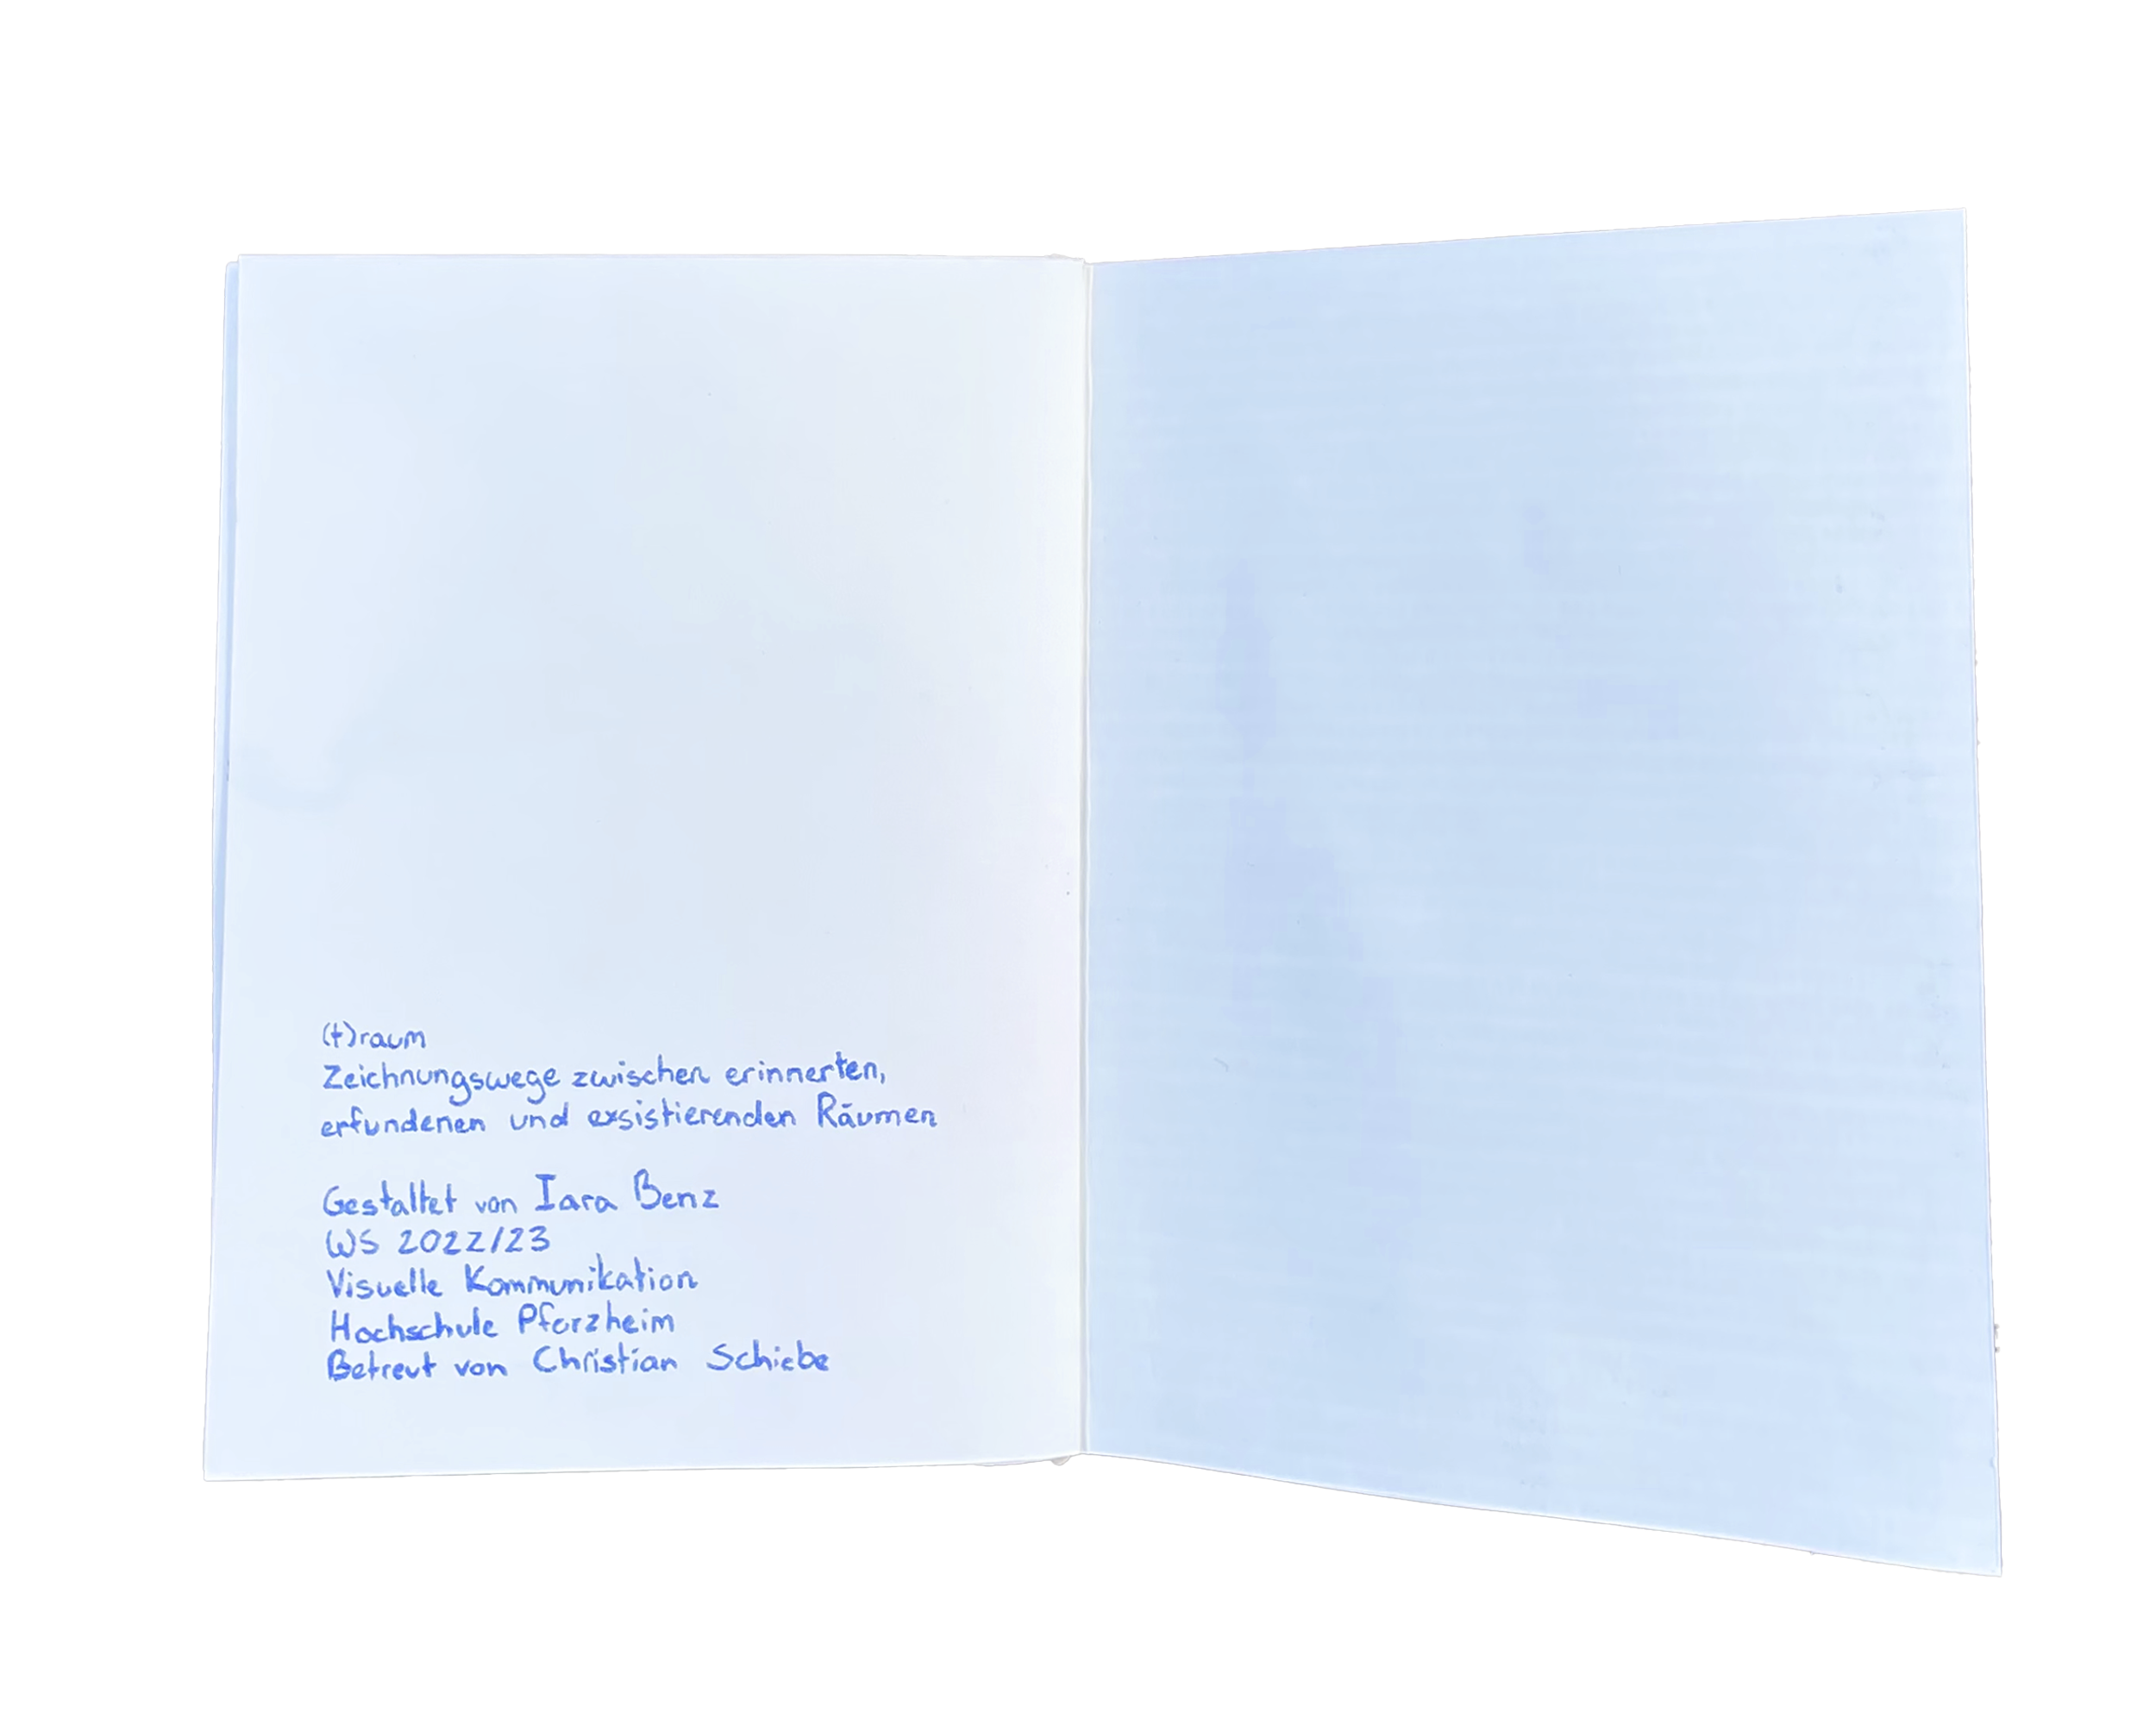 (t)raum
Zeichnungswege zwischen erinnerten,
erfundenen und exsistierenden Räumen
Gestaltet von Iara Benz
WS 2022/23
Visuelle Kommunikation
Hochschule Pforzheim
Betreut von Christian Schiebe